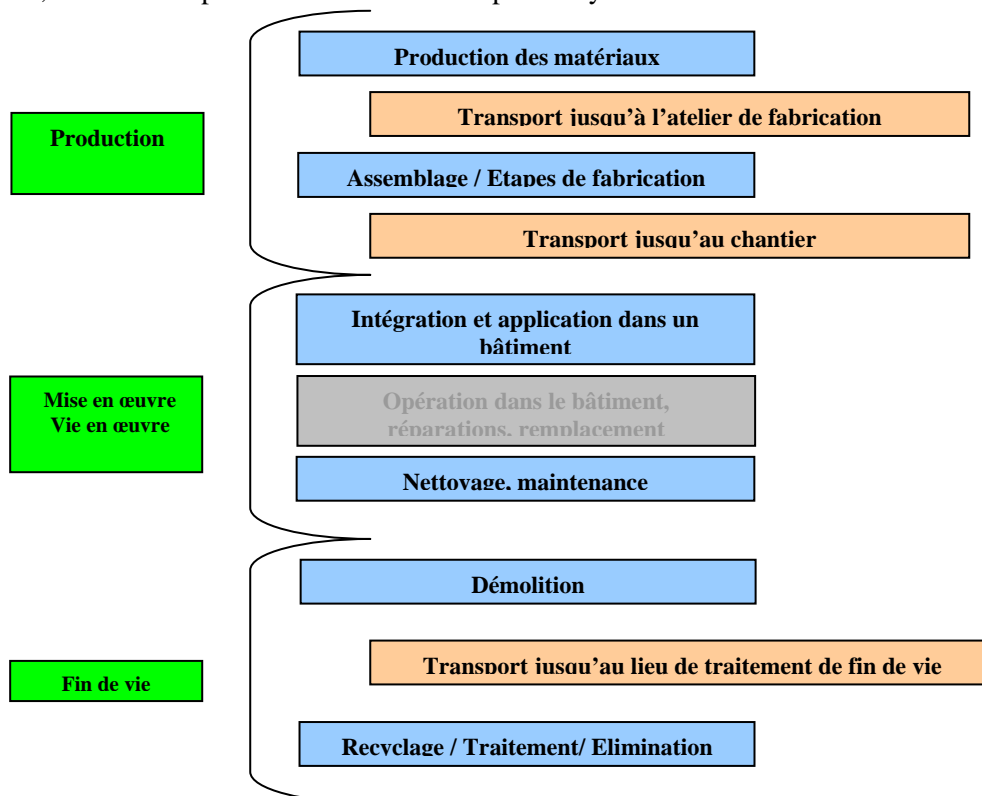 Production des matériaux
Transport jusqu'à l'atelier de fabrication
Production
Assemblage / Etapes de fabrication
Transport jusqu'au chantier
Intégration et application dans un
bâtiment
Mise en œuvre
Vie en œuvre
Opération dans le bâtiment,
réparations, remplacement
Nettoyage, maintenance
Démolition
Transport jusqu'au lieu de traitement de fin de vie
Fin de vie
Recyclage / Traitement/ Elimination